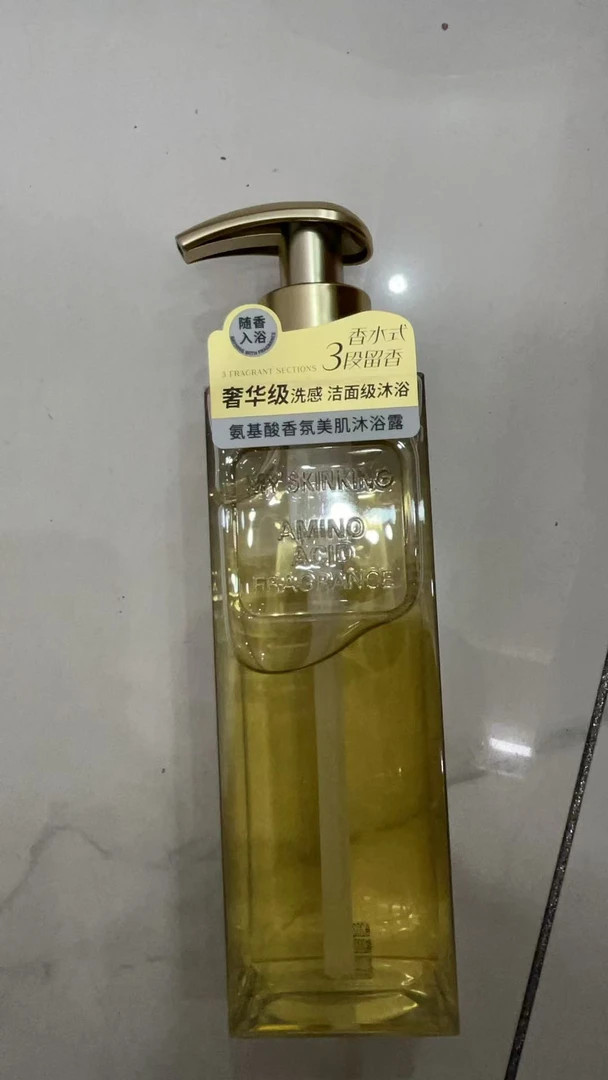 随香
入浴
香水式
3段留香
3 FRAGRANT SECTIONS
奢华级洗感 洁面级沐浴
氨基酸香氛美肌沐浴露
MY SKINKING
AMINO
ACID
FRAGRANCE